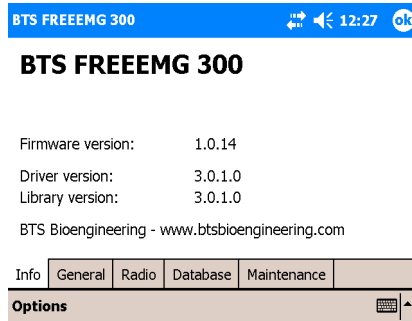 BTS FREEEMG 300 12:27 ok
BTS FREEEMG 300
Firmware version: 1.0.14
Driver version: 3.0.1.0
Library version: 3.0.1.0
BTS Bioengineering - www.btsbioengineering.com
Info General Radio Database Maintenance
Options